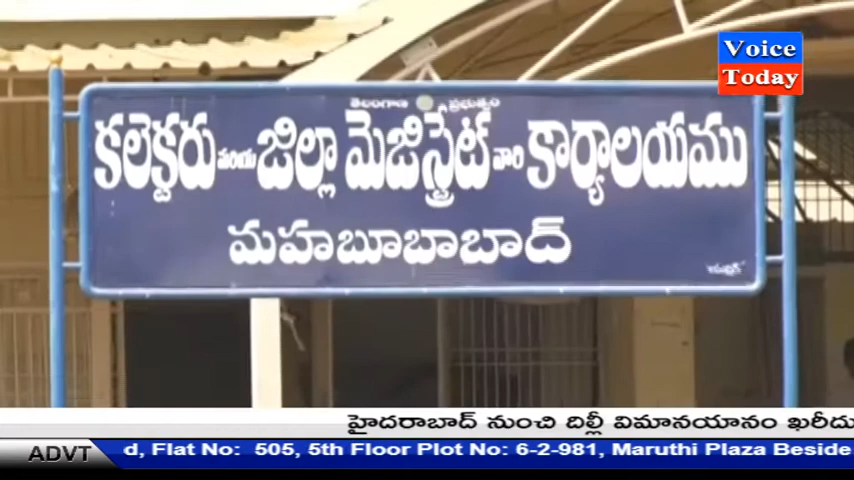 Voice
Today
తెలంగాణ ప్రభుత్వం
కలెక్టరు మరియు జిల్లా మెజిస్ట్రేట్ వారి కార్యాలయము
మహబూబాబాద్
హైదరాబాద్ నుంచి దిల్లీ విమానయానం ఖరీదు
ADVT d, Flat No: 505, 5th Floor Plot No: 6-2-981, Maruthi Plaza Beside